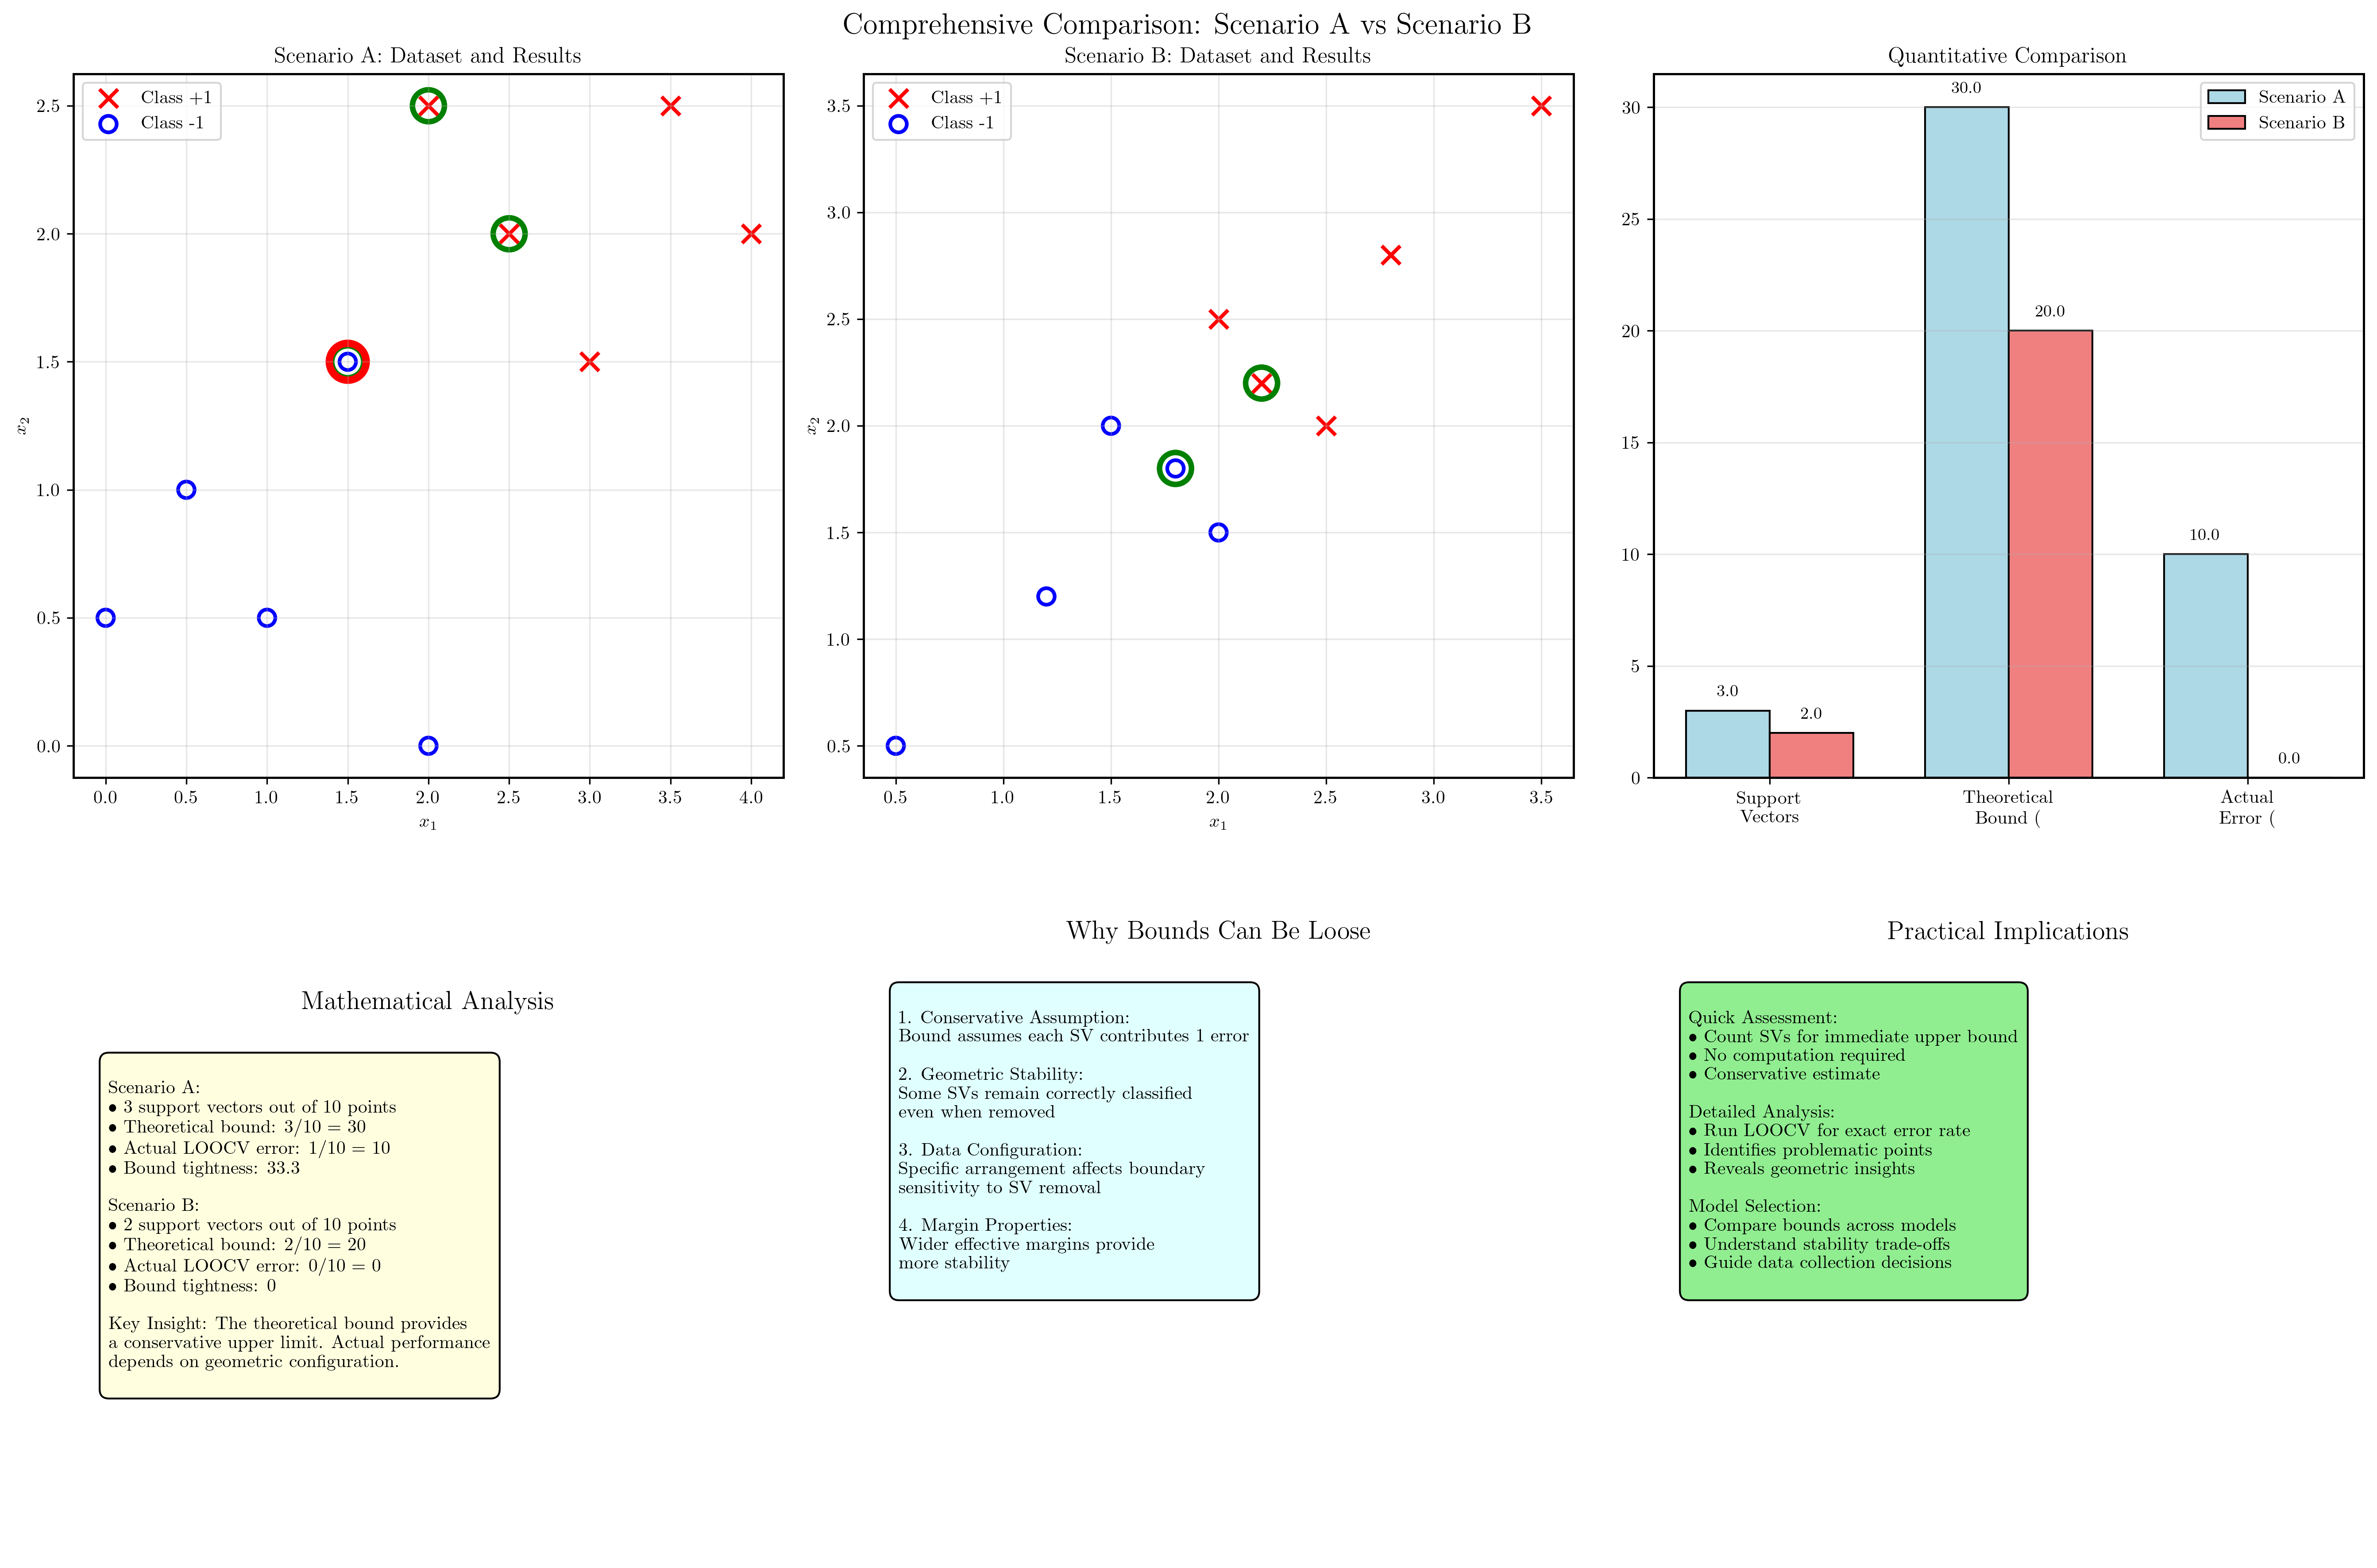 Comprehensive Comparison: Scenario A vs Scenario B
Scenario A: Dataset and Results
Class +1
Class -1
2.5
2.0
1.5
1.0
0.5
0.0
x2
0.0 0.5 1.0 1.5 2.0 2.5 3.0 3.5 4.0
x1
Scenario B: Dataset and Results
Class +1
Class -1
3.5
3.0
2.5
2.0
1.5
1.0
0.5
x2
0.5 1.0 1.5 2.0 2.5 3.0 3.5
x1
Quantitative Comparison
Scenario A
Scenario B
30
25
20
15
10
5
0
30.0
20.0
10.0
3.0
2.0
0.0
Support
Vectors
Theoretical
Bound (
Actual
Error (
Mathematical Analysis
Scenario A:
● 3 support vectors out of 10 points
● Theoretical bound: 3/10 = 30
● Actual LOOCV error: 1/10 = 10
● Bound tightness: 33.3
Scenario B:
● 2 support vectors out of 10 points
● Theoretical bound: 2/10 = 20
● Actual LOOCV error: 0/10 = 0
● Bound tightness: 0
Key Insight: The theoretical bound provides
a conservative upper limit. Actual performance
depends on geometric configuration.
Why Bounds Can Be Loose
1. Conservative Assumption:
Bound assumes each SV contributes 1 error
2. Geometric Stability:
Some SVs remain correctly classified
even when removed
3. Data Configuration:
Specific arrangement affects boundary
sensitivity to SV removal
4. Margin Properties:
Wider effective margins provide
more stability
Practical Implications
Quick Assessment:
● Count SVs for immediate upper bound
● No computation required
● Conservative estimate
Detailed Analysis:
● Run LOOCV for exact error rate
● Identifies problematic points
● Reveals geometric insights
Model Selection:
● Compare bounds across models
● Understand stability trade-offs
● Guide data collection decisions